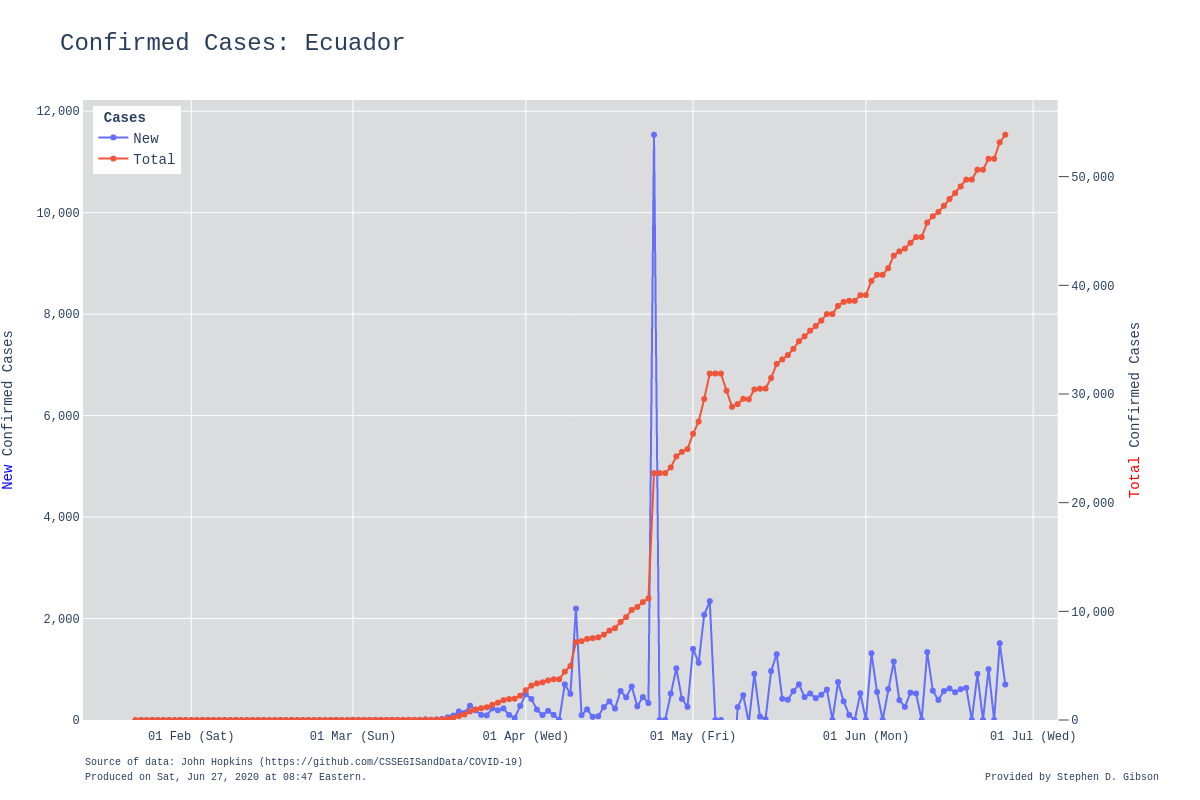 Confirmed Cases: Ecuador
Cases
New
Total
12,000
10,000
8,000
6,000
4,000
2,000
0
New Confirmed Cases
50,000
40,000
30,000
20,000
10,000
0
Total Confirmed Cases
01 Feb (Sat) 01 Mar (Sun) 01 Apr (Wed) 01 May (Fri) 01 Jun (Mon) 01 Jul (Wed)
Source of data: John Hopkins (https://github.com/CSSEGISandData/COVID-19)
Produced on Sat, Jun 27, 2020 at 08:47 Eastern.
Provided by Stephen D. Gibson